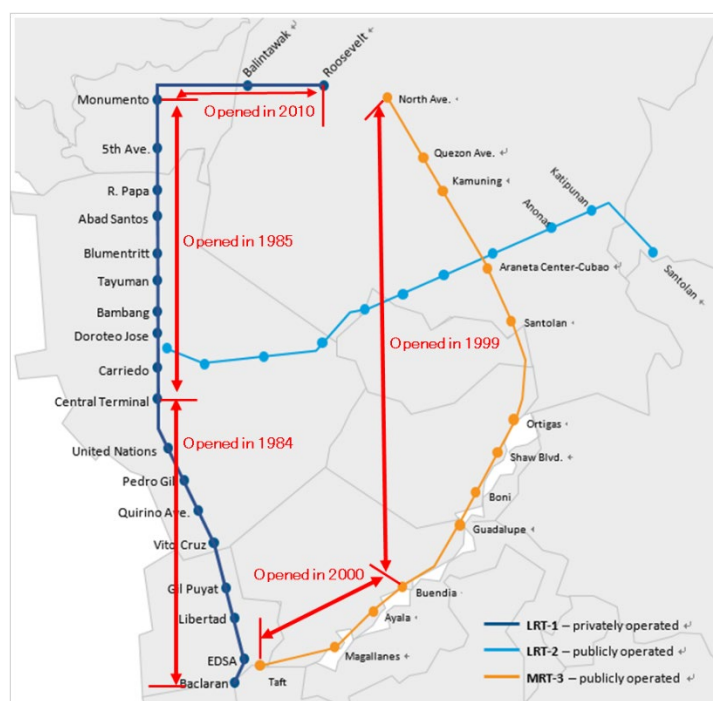 Balintawak
Roosevelt
Monumento
Opened in 2010
North Ave.
5th Ave.
Quezon Ave.
Katipunan
R. Papa
Kamuning
Abad Santos
Anonas
Opened in 1985
Blumentritt
Araneta Center-Cubao
Santolan
Tayuman
Bambang
Santolan
Doroteo Jose
Opened in 1999
Carriedo
Central Terminal
Ortigas
Opened in 1984
United Nations
Shaw Blvd.
Pedro Gil
Boni
Quirino Ave.
Guadalupe
Vito Cruz
Opened in 2000
Gil Puyat
Buendia
Libertad
Ayala
LRT-1 – privately operated
LRT-2 – publicly operated
EDSA
Magallanes
Baclaran
Taft
MRT-3 – publicly operated